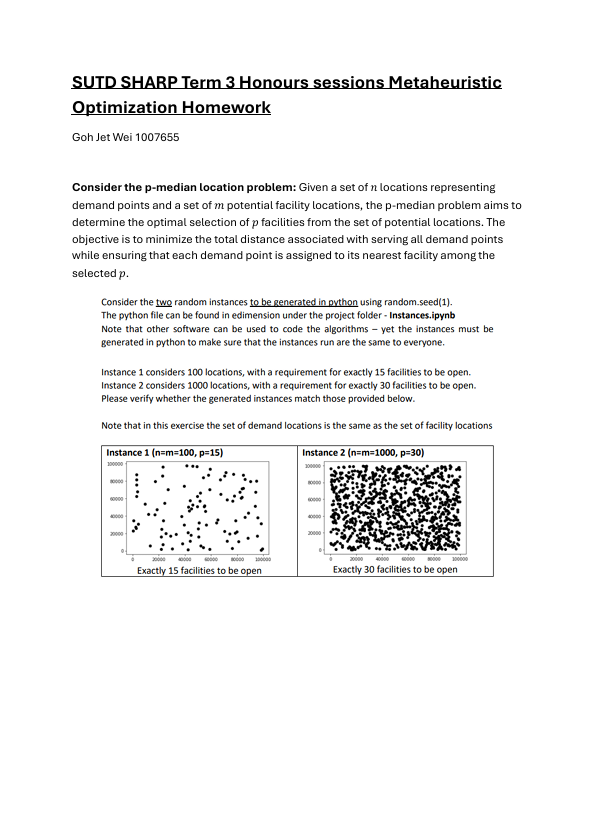 SUTD SHARP Term 3 Honours sessions Metaheuristic
Optimization Homework
Goh Jet Wei 1007655
Consider the p-median location problem: Given a set of n locations representing
demand points and a set of m potential facility locations, the p-median problem aims to
determine the optimal selection of p facilities from the set of potential locations. The
objective is to minimize the total distance associated with serving all demand points
while ensuring that each demand point is assigned to its nearest facility among the
selected p.
Consider the two random instances to be generated in python using random.seed(1).
The python file can be found in edimension under the project folder - Instances.ipynb
Note that other software can be used to code the algorithms – yet the instances must be
generated in python to make sure that the instances run are the same to everyone.
Instance 1 considers 100 locations, with a requirement for exactly 15 facilities to be open.
Instance 2 considers 1000 locations, with a requirement for exactly 30 facilities to be open.
Please verify whether the generated instances match those provided below.
Note that in this exercise the set of demand locations is the same as the set of facility locations
Instance 1 (n=m=100, p=15)
100000
80000
60000
40000
20000
0
0 20000 40000 60000 80000 100000
Exactly 15 facilities to be open
Instance 2 (n=m=1000, p=30)
100000
80000
60000
40000
20000
0
0 20000 40000 60000 80000 100000
Exactly 30 facilities to be open